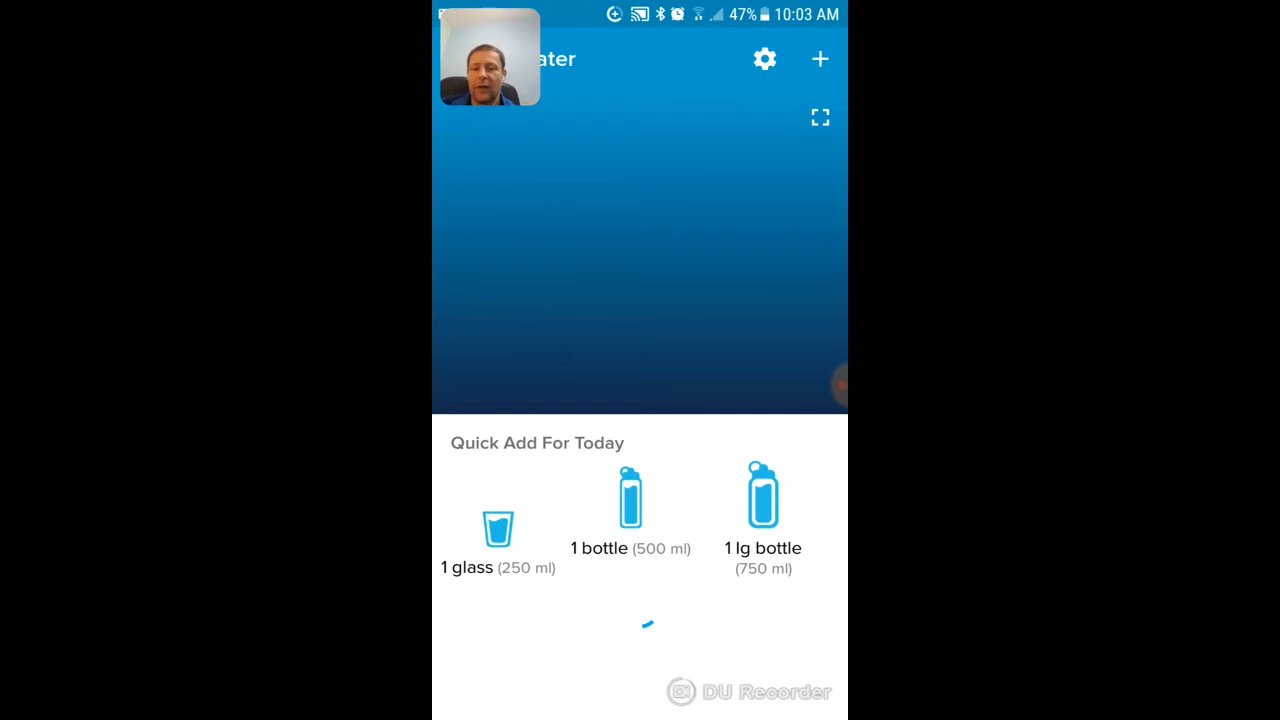 47% 10:03 AM
ater
Quick Add For Today
1 glass (250 ml)
1 bottle (500 ml)
1 lg bottle
(750 ml)
DU Recorder